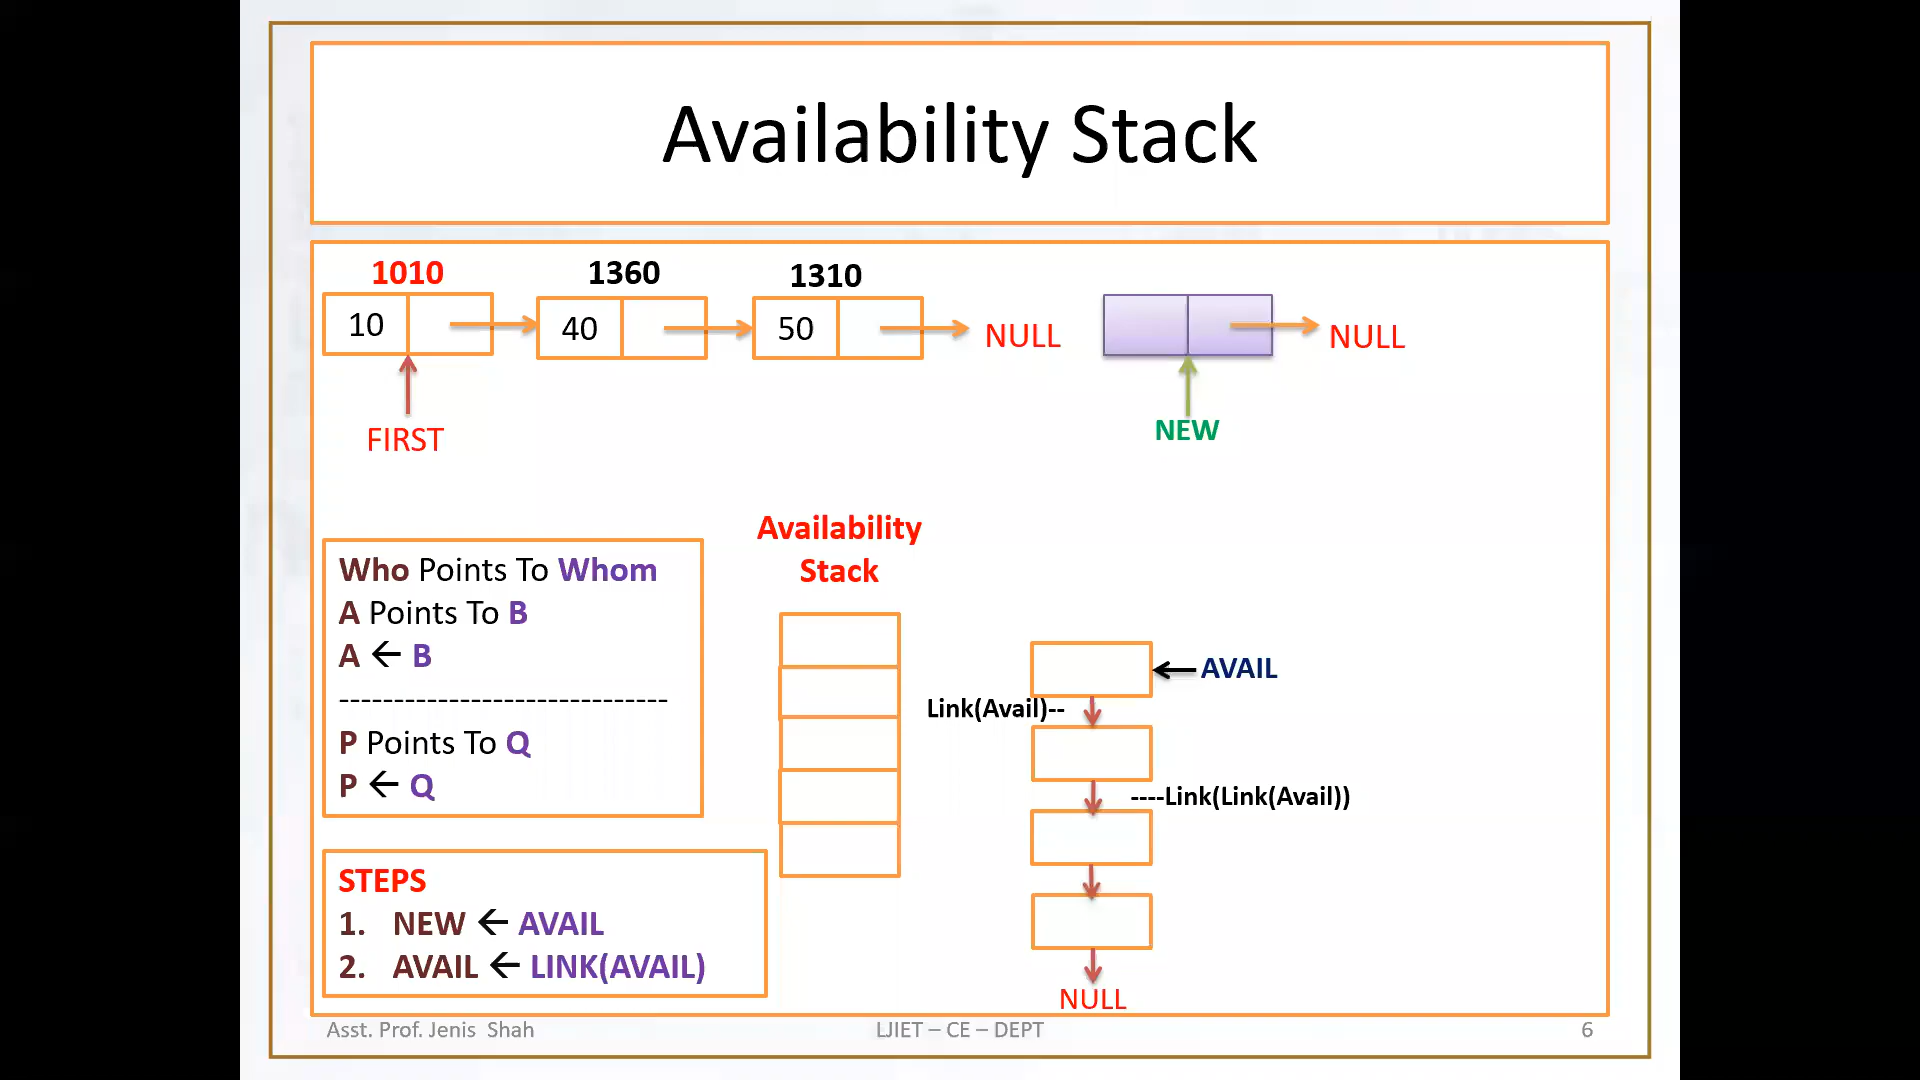 Availability Stack
1010
1360
1310
10
40
50
NULL
NULL
FIRST
NEW
Availability
Stack
Who Points To Whom
A Points To B
A ← B
------------------------------
P Points To Q
P ← Q
AVAIL
Link(Avail)--
----Link(Link(Avail))
NULL
STEPS
1. NEW ← AVAIL
2. AVAIL ← LINK(AVAIL)
Asst. Prof. Jenis Shah
LJIET – CE – DEPT
6